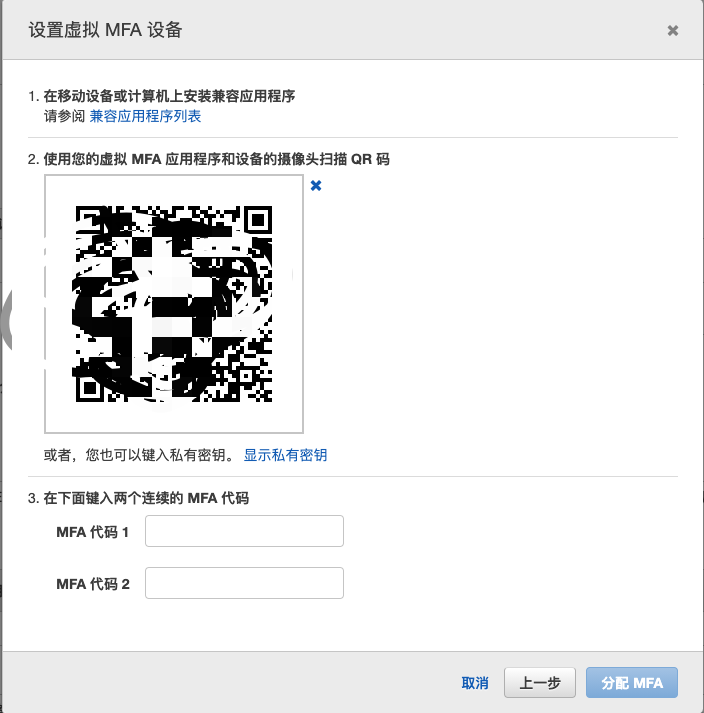 设置虚拟 MFA 设备
1. 在移动设备或计算机上安装兼容应用程序
请参阅 兼容应用程序列表
2. 使用您的虚拟 MFA 应用程序和设备的摄像头扫描 QR 码
或者，您也可以键入私有密钥。 显示私有密钥
3. 在下面键入两个连续的 MFA 代码
MFA 代码 1
MFA 代码 2
取消 上一步 分配 MFA